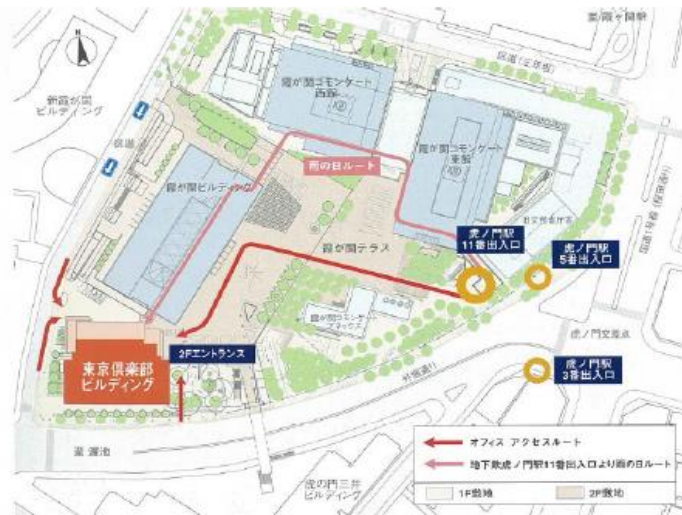 新霞が関
ビルディング
霞が関コモンゲート
西館
霞が関コモンゲート
東館
雨の日ルート
霞が関ビルディング
霞が関テラス
虎ノ門駅
11番出入口
虎ノ門駅
5番出入口
虎ノ門交差点
虎ノ門駅
3番出入口
2Fエントランス
東京倶楽部
ビルディング
外堀通り
虎の門三井
ビルディング
オフィス アクセスルート
地下鉄虎ノ門駅11番出入口より雨の日ルート
1F敷地
2F敷地